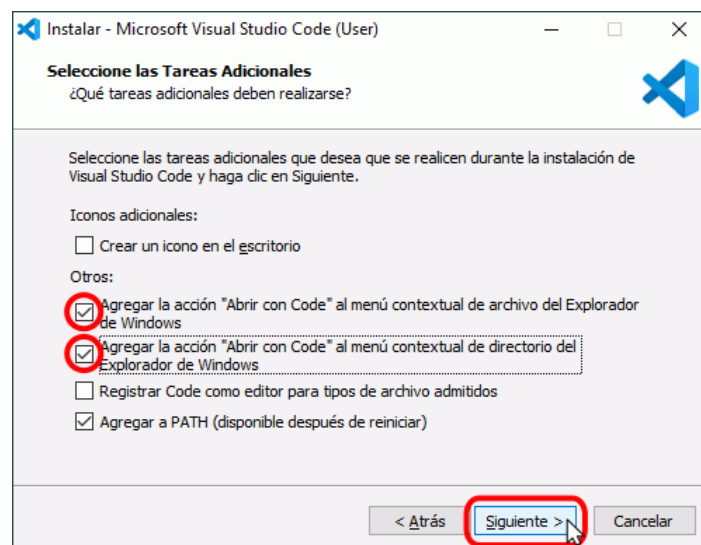 Instalar - Microsoft Visual Studio Code (User)
Seleccione las Tareas Adicionales
¿Qué tareas adicionales deben realizarse?
Seleccione las tareas adicionales que desea que se realicen durante la instalación de
Visual Studio Code y haga clic en Siguiente.
Iconos adicionales:
Crear un icono en el escritorio
Otros:
Agregar la acción "Abrir con Code" al menú contextual de archivo del Explorador
de Windows
Agregar la acción "Abrir con Code" al menú contextual de directorio del
Explorador de Windows
Registrar Code como editor para tipos de archivo admitidos
Agregar a PATH (disponible después de reiniciar)
< Atrás Siguiente > Cancelar